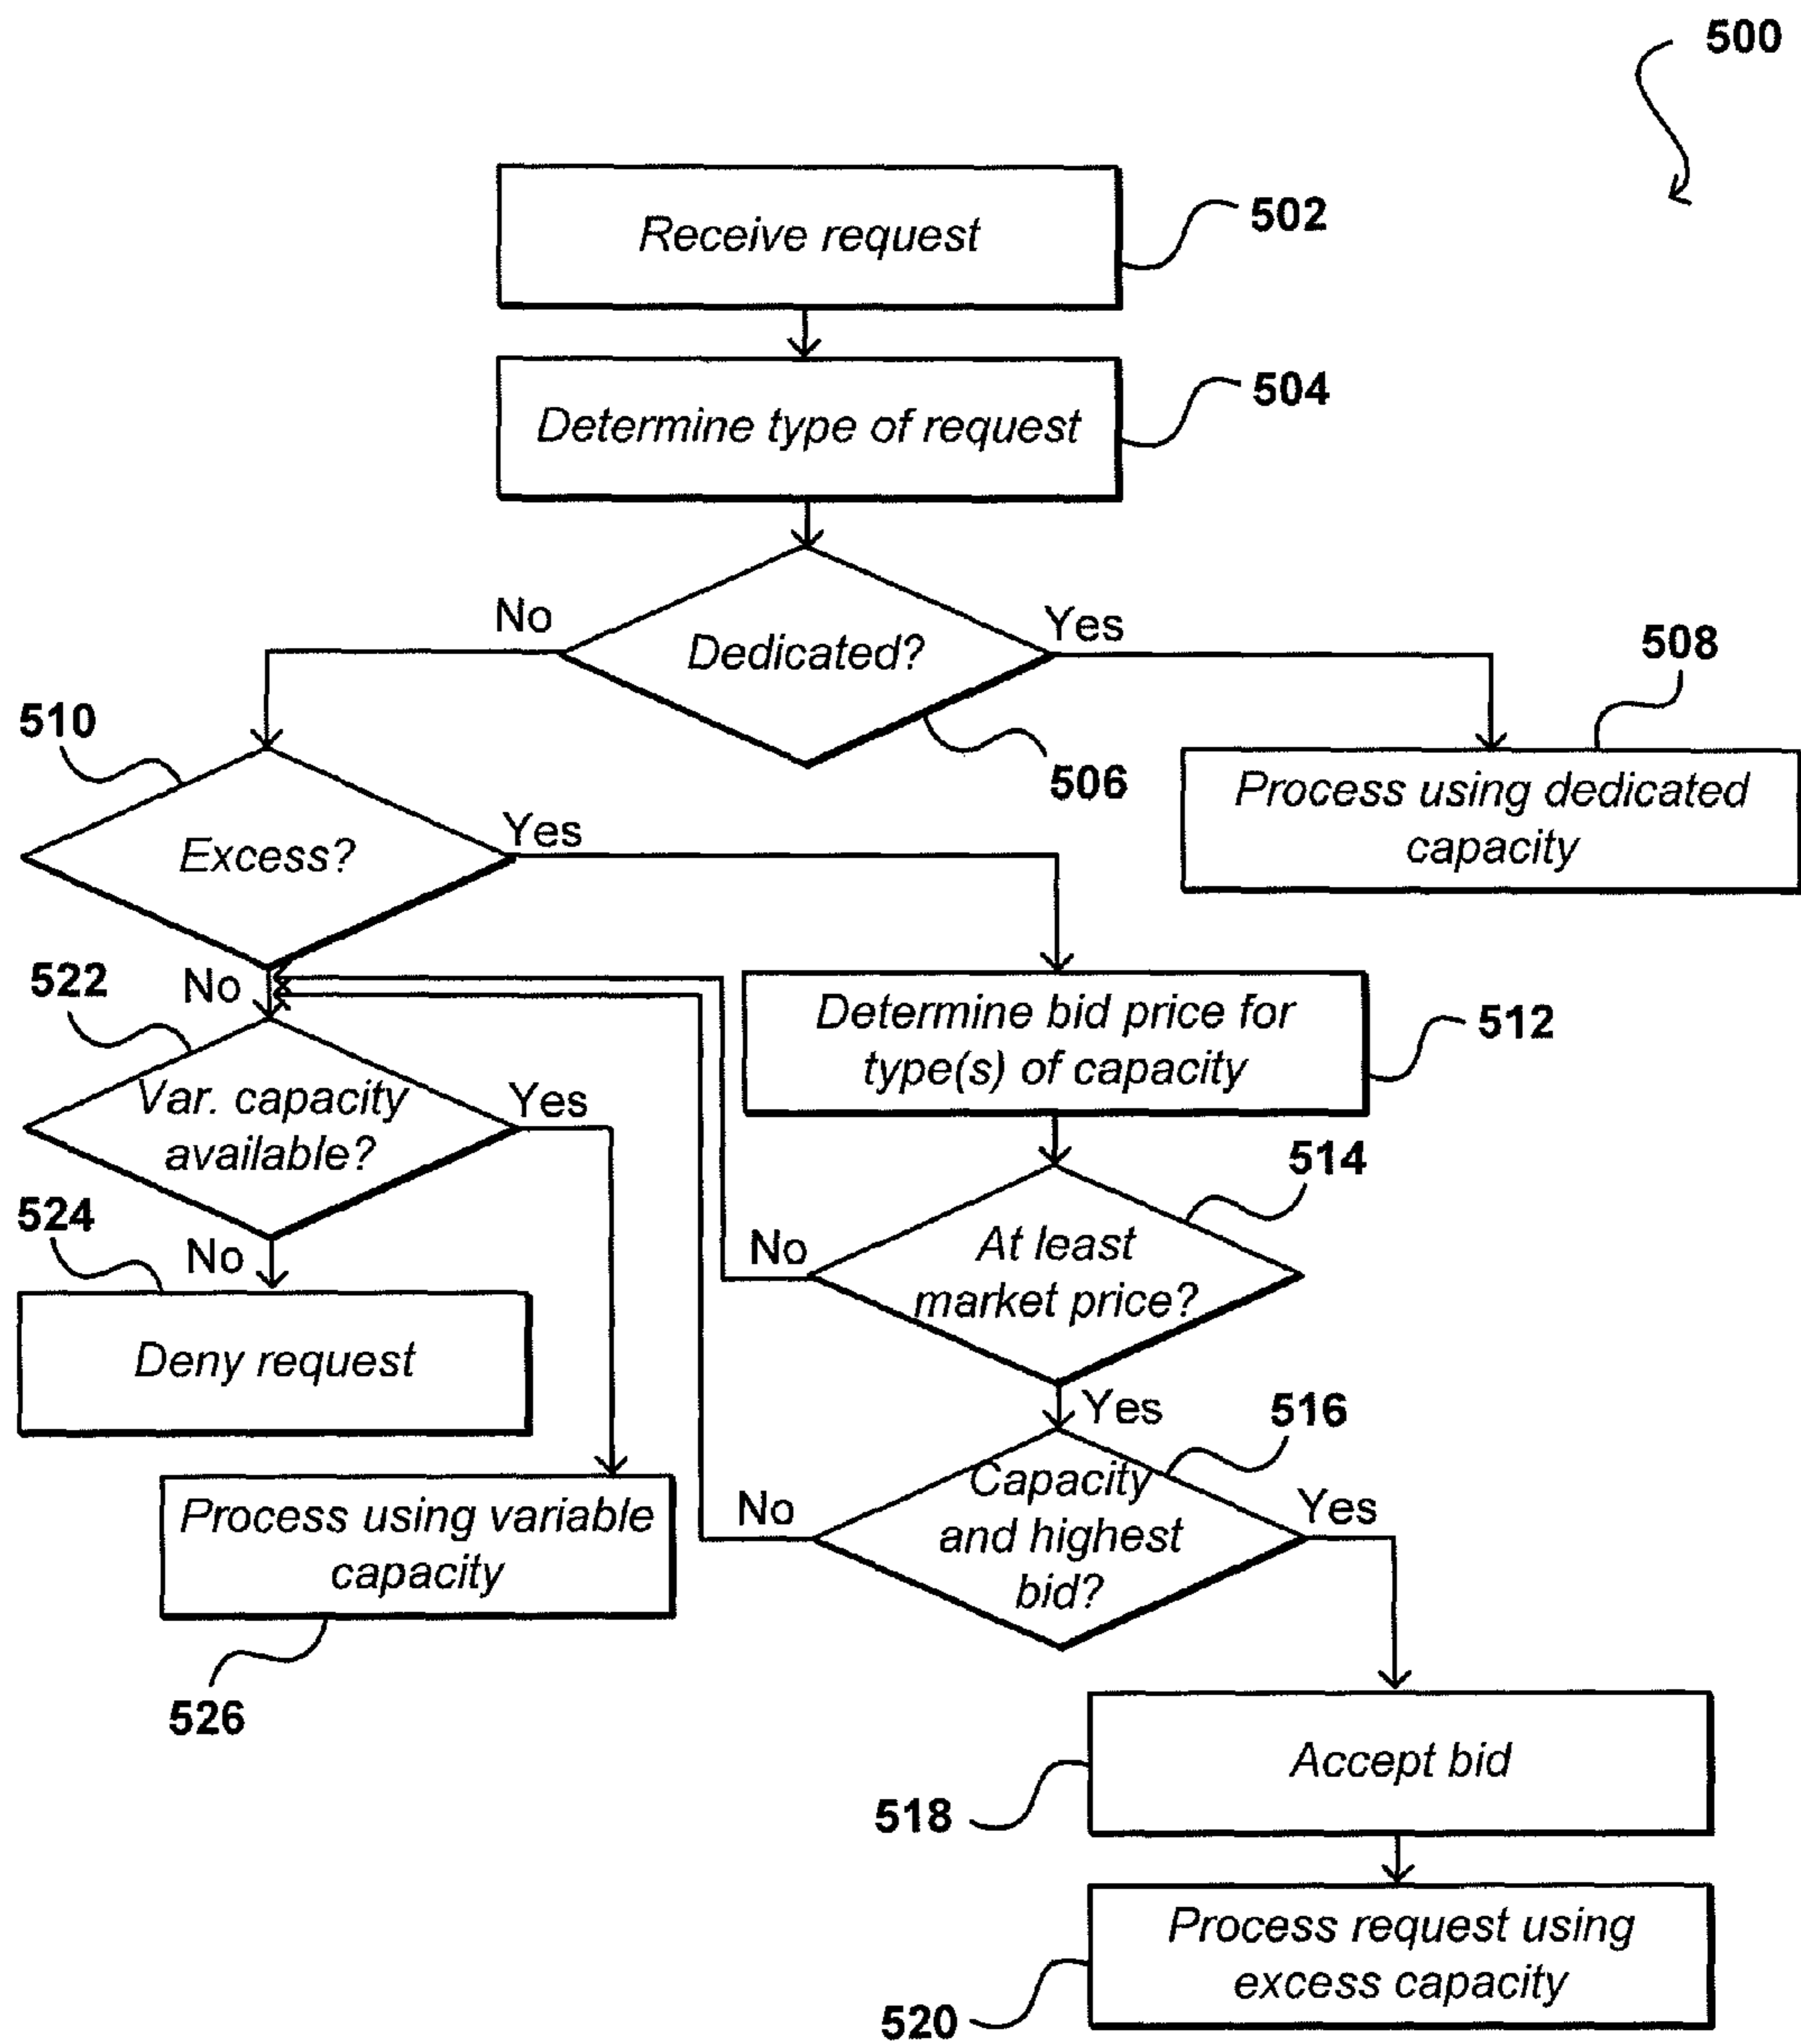 500
Receive request
502
Determine type of request
504
No
Dedicated?
Yes
506
508
Process using dedicated
capacity
510
Excess?
Yes
No
522
Var. capacity
available?
Yes
No
524
Deny request
Process using variable
capacity
526
Determine bid price for
type(s) of capacity
512
514
At least
market price?
No
Yes
516
Capacity
and highest
bid?
No
Yes
Accept bid
518
Process request using
excess capacity
520